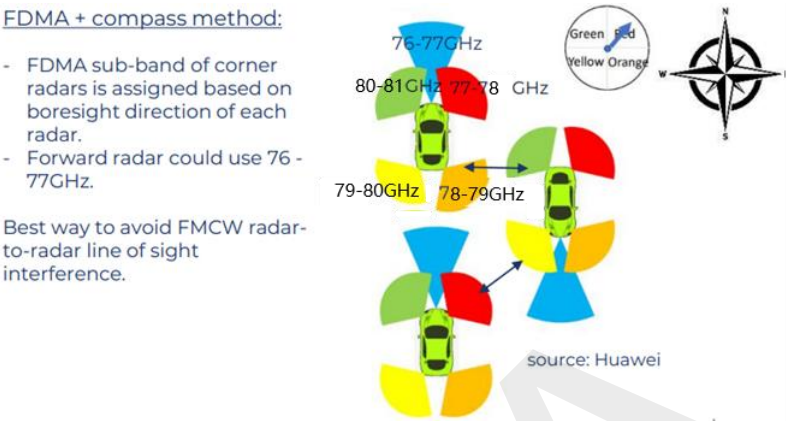 FDMA + compass method:
- FDMA sub-band of corner
radars is assigned based on
boresight direction of each
radar.
- Forward radar could use 76 -
77GHz.
Best way to avoid FMCW radar-
to-radar line of sight
interference.
76-77GHz
80-81GHz 77-78 GHz
79-80GHz 78-79GHz
Green Red
Yellow Orange
N
W E
S
source: Huawei